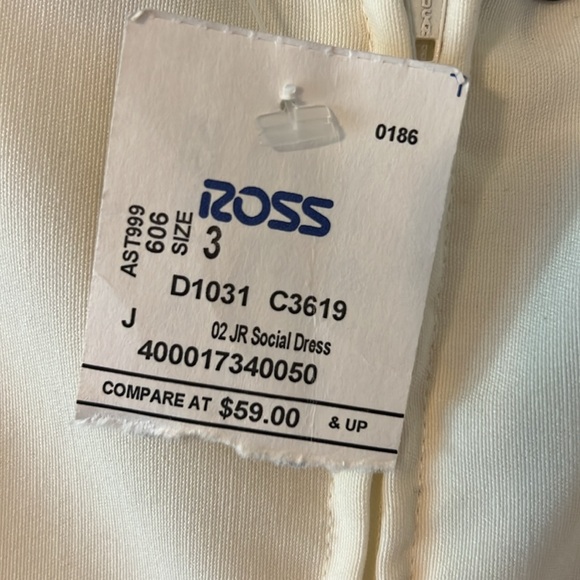 0186
ROSS
AST999
606
SIZE
3
D1031 C3619
J
02 JR Social Dress
400017340050
COMPARE AT $59.00 & UP